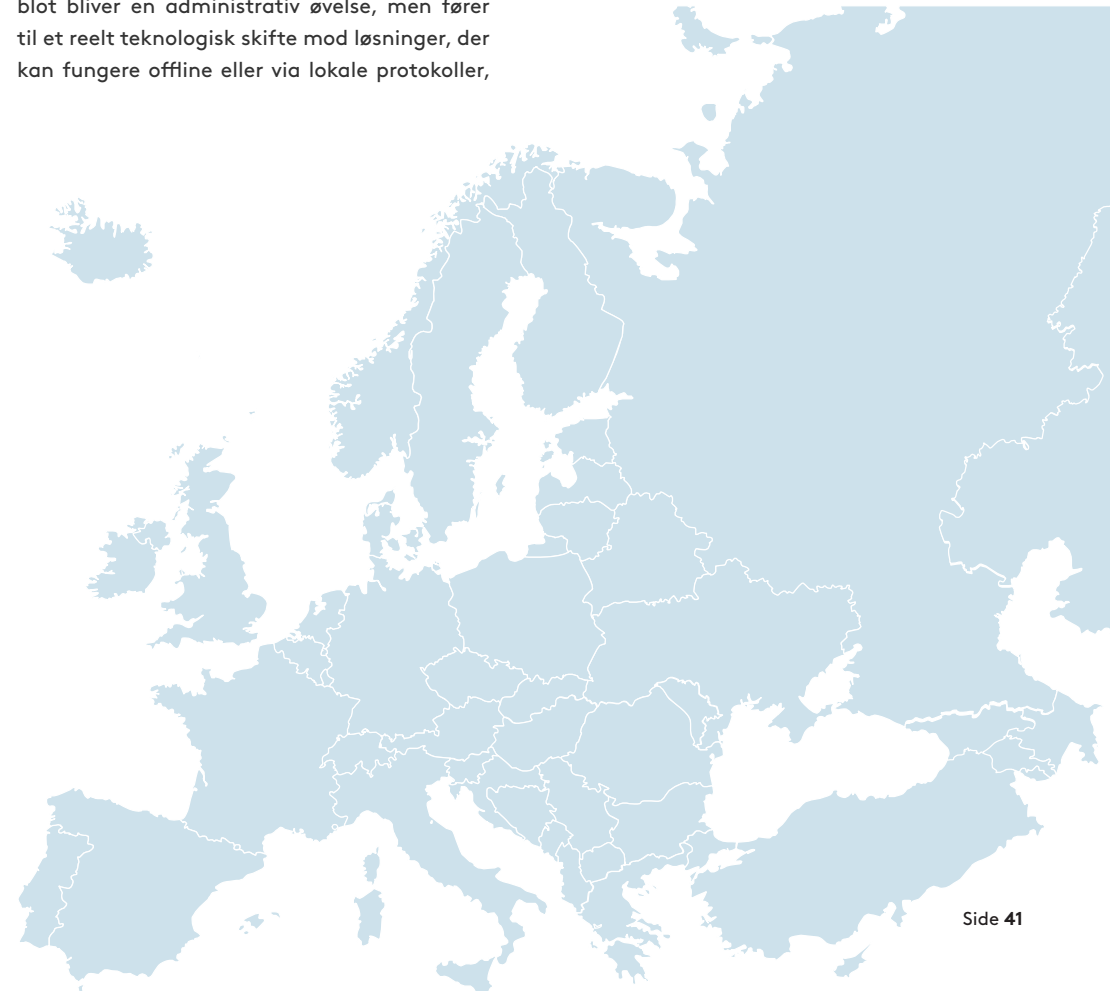 blot bliver en administrativ øvelse, men fører
til et reelt teknologisk skifte mod løsninger, der
kan fungere offline eller via lokale protokoller,
Side 41